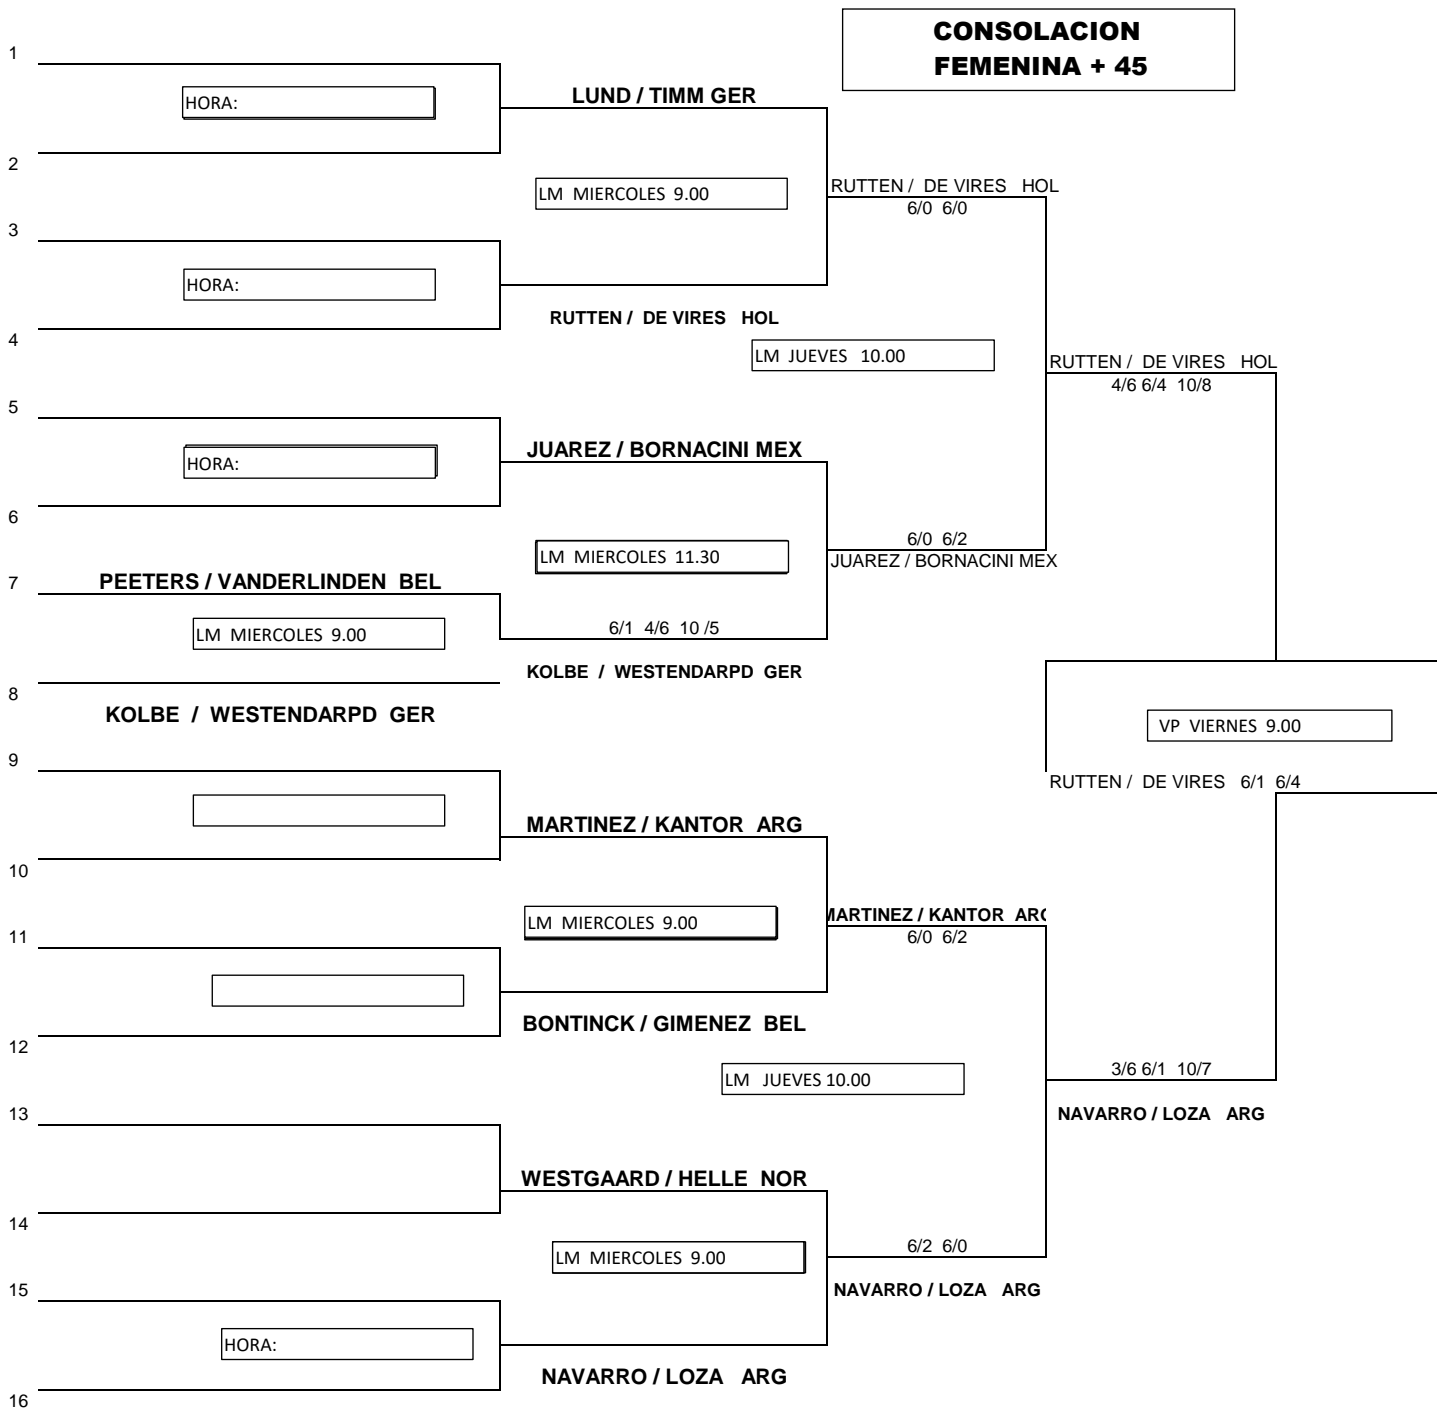 CONSOLACION
FEMENINA + 45
1
HORA:
LUND / TIMM GER
2
LM MIERCOLES 9.00
RUTTEN / DE VIRES HOL
6/0 6/0
3
HORA:
RUTTEN / DE VIRES HOL
4
LM JUEVES 10.00
RUTTEN / DE VIRES HOL
4/6 6/4 10/8
5
HORA:
JUAREZ / BORNACINI MEX
6
LM MIERCOLES 11.30
6/0 6/2
JUAREZ / BORNACINI MEX
7
PEETERS / VANDERLINDEN BEL
LM MIERCOLES 9.00
6/1 4/6 10 /5
KOLBE / WESTENDARPD GER
8
KOLBE / WESTENDARPD GER
VP VIERNES 9.00
9
RUTTEN / DE VIRES 6/1 6/4
MARTINEZ / KANTOR ARG
10
LM MIERCOLES 9.00
MARTINEZ / KANTOR ARG
6/0 6/2
11
BONTINCK / GIMENEZ BEL
12
LM JUEVES 10.00
3/6 6/1 10/7
NAVARRO / LOZA ARG
13
WESTGAARD / HELLE NOR
14
LM MIERCOLES 9.00
6/2 6/0
NAVARRO / LOZA ARG
15
HORA:
NAVARRO / LOZA ARG
16